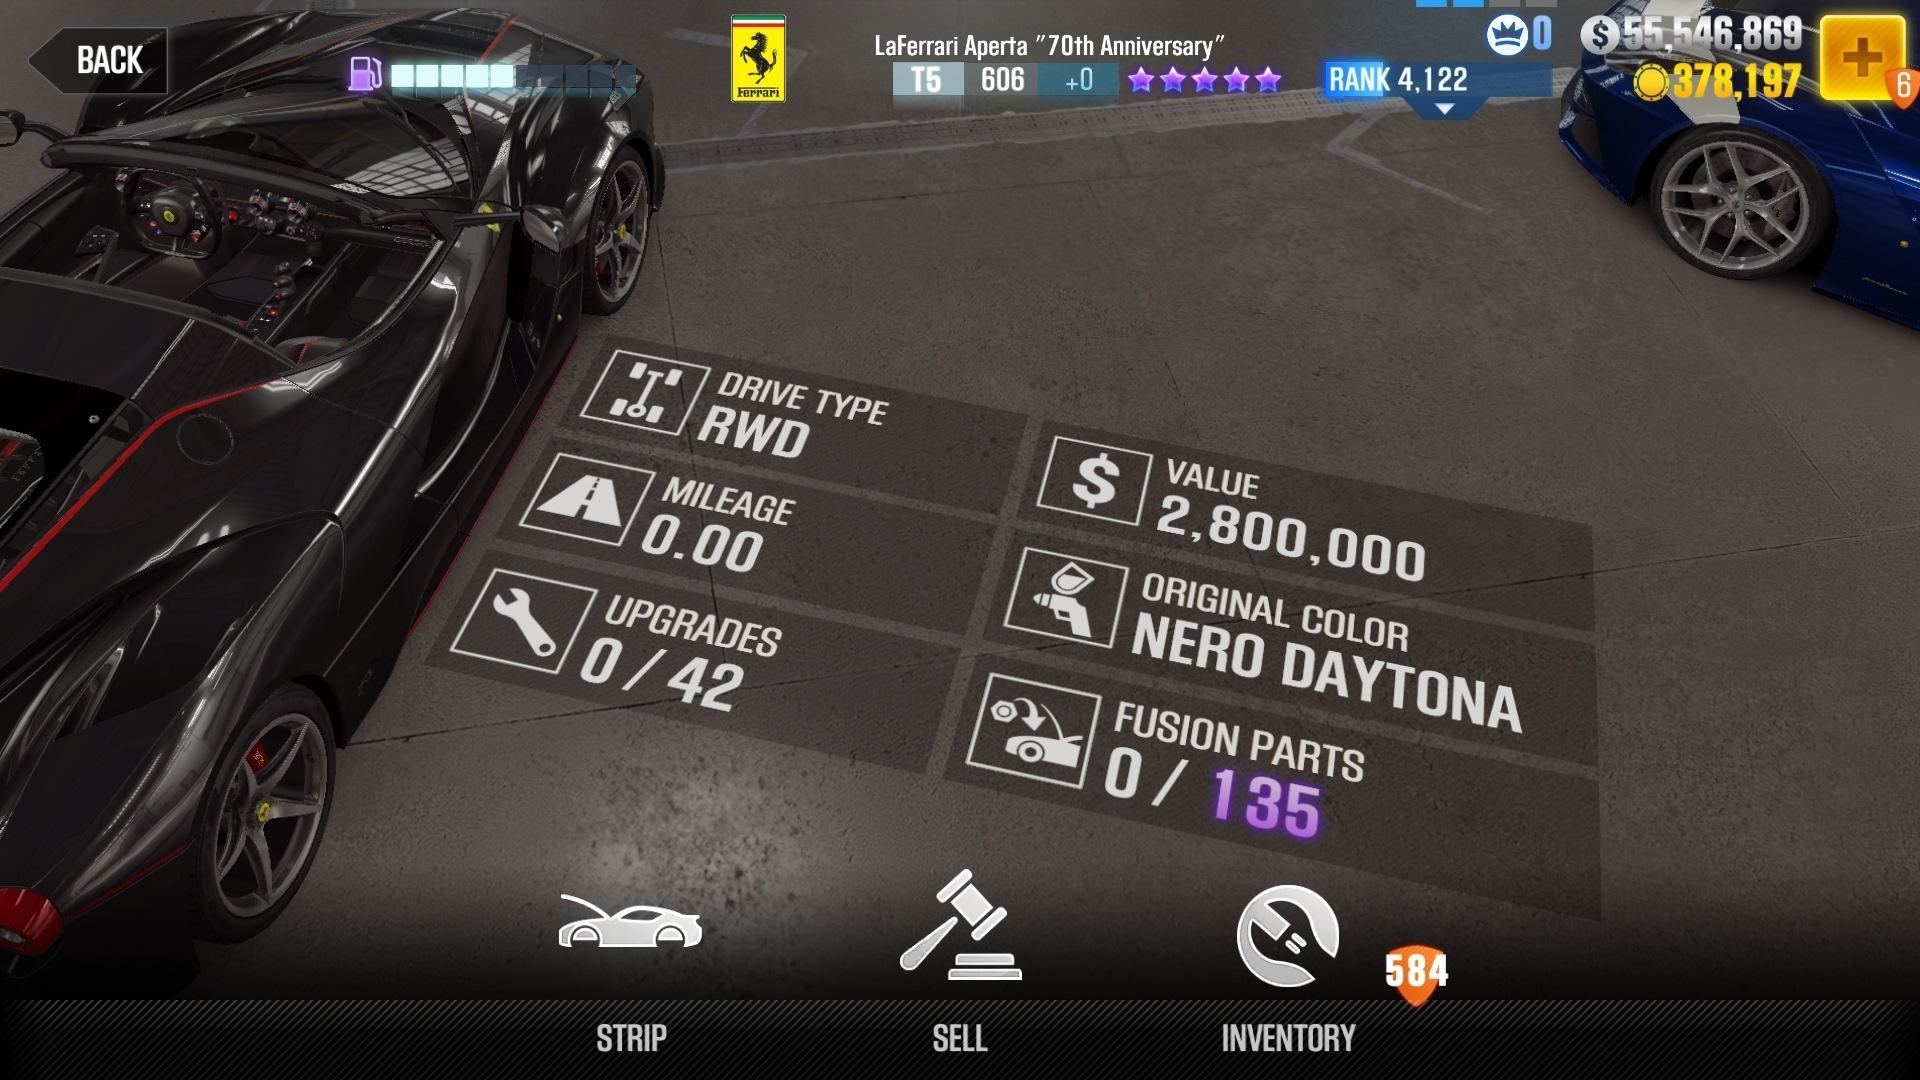 BACK
Ferrari
LaFerrari Aperta "70th Anniversary"
T5 606 +0
RANK 4,122
0
55,546,869
378,197
6
DRIVE TYPE
RWD
MILEAGE
0.00
UPGRADES
0 / 42
VALUE
2,800,000
ORIGINAL COLOR
NERO DAYTONA
FUSION PARTS
0 / 135
584
STRIP
SELL
INVENTORY